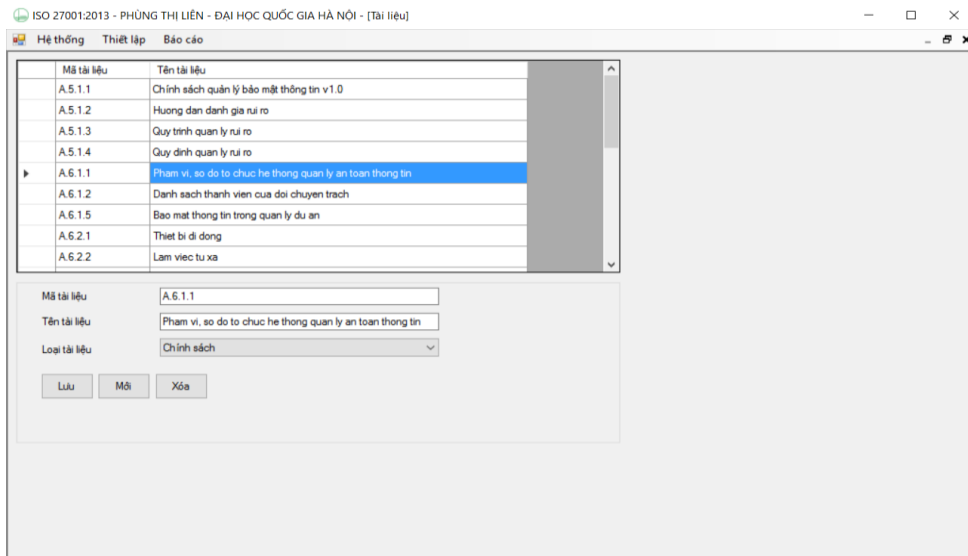 ISO 27001:2013 - PHÙNG THỊ LIÊN - ĐẠI HỌC QUỐC GIA HÀ NỘI - [Tài liệu]
Hệ thống Thiết lập Báo cáo
Mã tài liệu Tên tài liệu
A.5.1.1 Chính sách quản lý bảo mật thông tin v1.0
A.5.1.2 Huong dan danh gia rui ro
A.5.1.3 Quy trinh quan ly rui ro
A.5.1.4 Quy dinh quan ly rui ro
A.6.1.1 Pham vi, so do to chuc he thong quan ly an toan thong tin
A.6.1.2 Danh sach thanh vien cua doi chuyen trach
A.6.1.5 Bao mat thong tin trong quan ly du an
A.6.2.1 Thiet bi di dong
A.6.2.2 Lam viec tu xa
Mã tài liệu A.6.1.1
Tên tài liệu Pham vi, so do to chuc he thong quan ly an toan thong tin
Loại tài liệu Chính sách
Lưu Mới Xóa